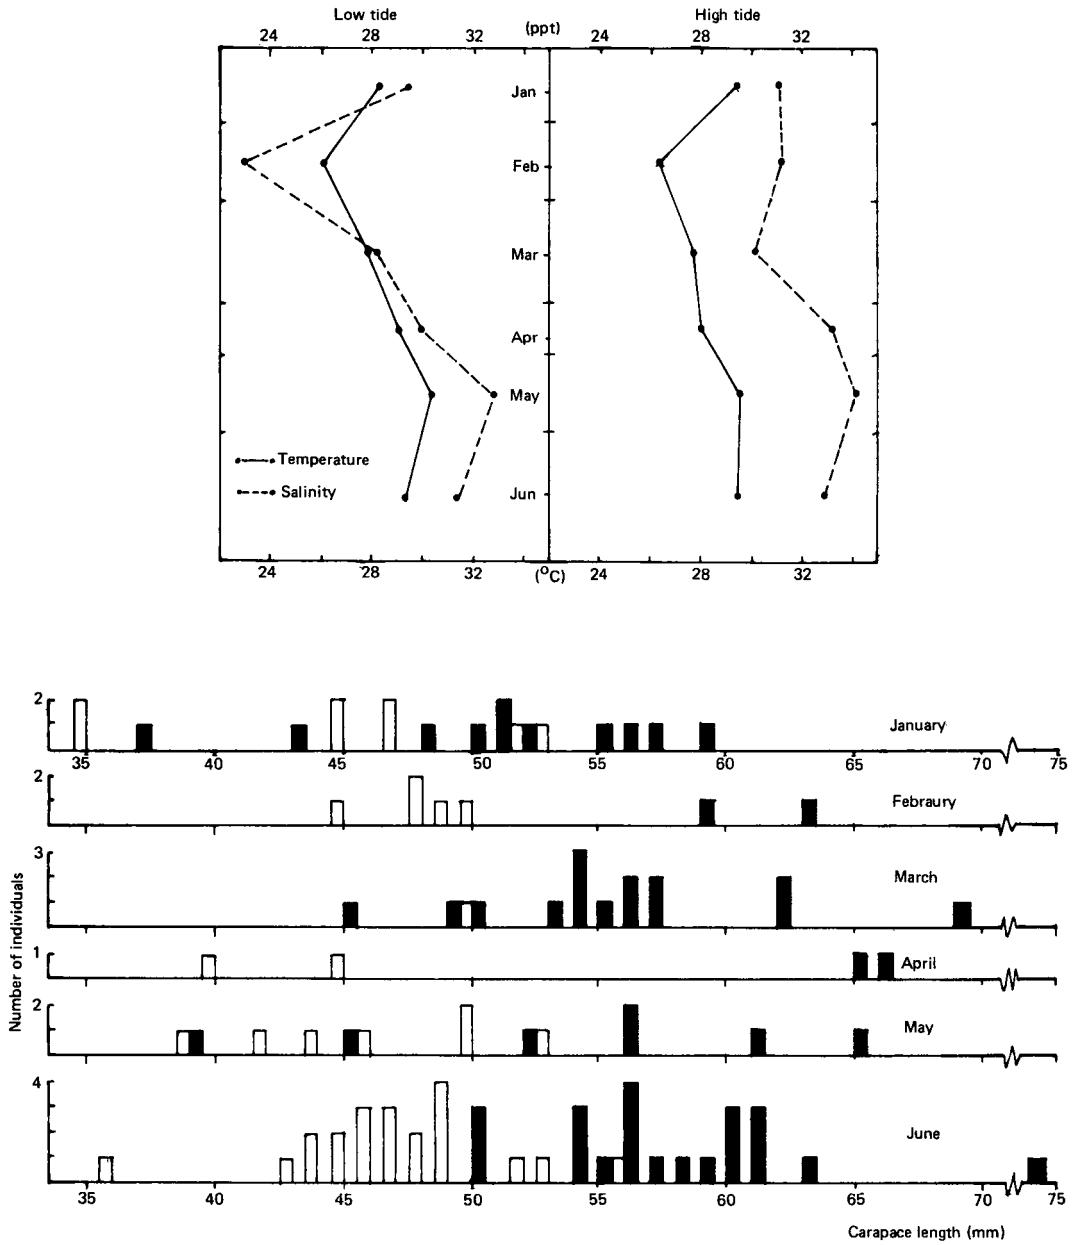 Low tide High tide
24 28 32 (ppt) 24 28 32
Jan
Feb
Mar
Apr
May
Temperature
Salinity
Jun
24 28 32 (°C) 24 28 32
2
January
35 40 45 50 55 60 65 70 75
2
Febraury
3
March
1
April
2
May
4
June
35 40 45 50 55 60 65 70 75
Number of individuals
Carapace length (mm)